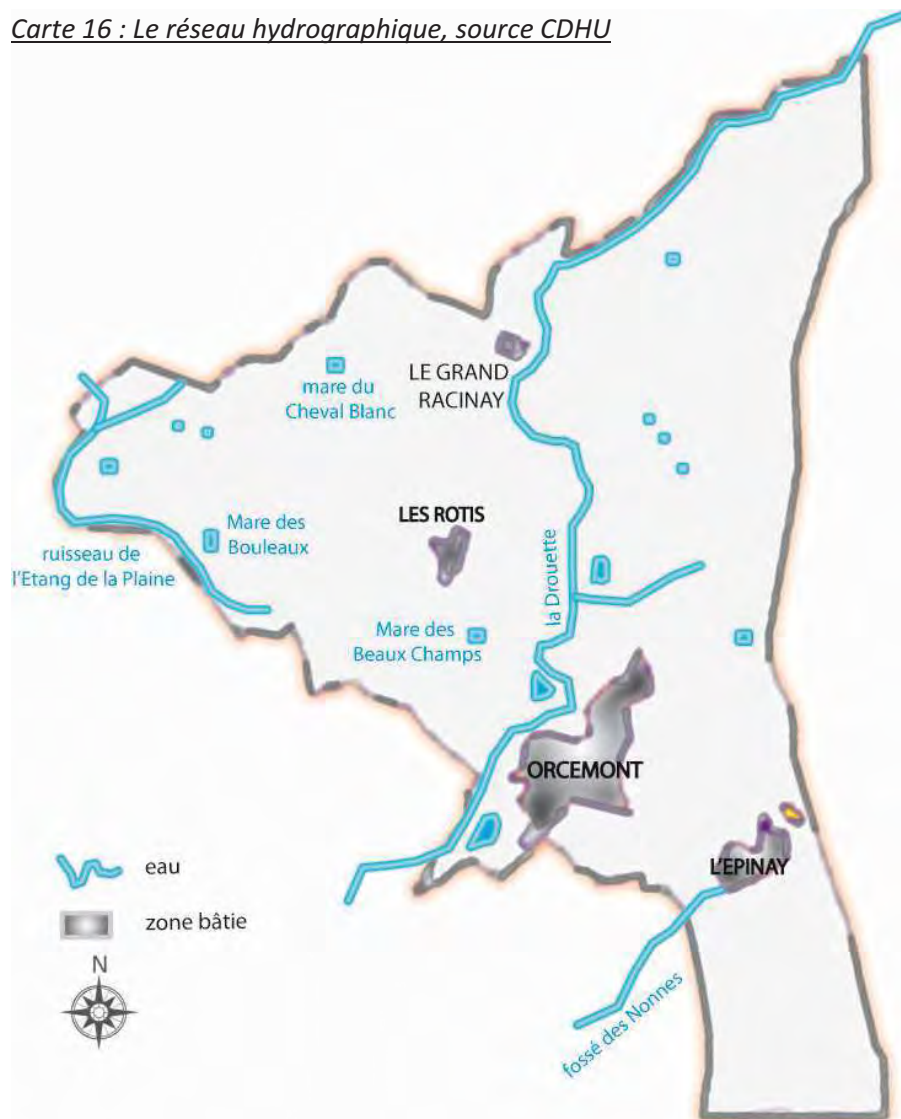 Carte 16 : Le réseau hydrographique, source CDHU
LE GRAND
RACINAY
mare du
Cheval Blanc
LES ROTIS
Mare des
Bouleaux
ruisseau de
l'Etang de la Plaine
la Drouette
Mare des
Beaux Champs
ORCEMONT
L'EPINAY
eau
zone bâtie
N
fossé des Nonnes